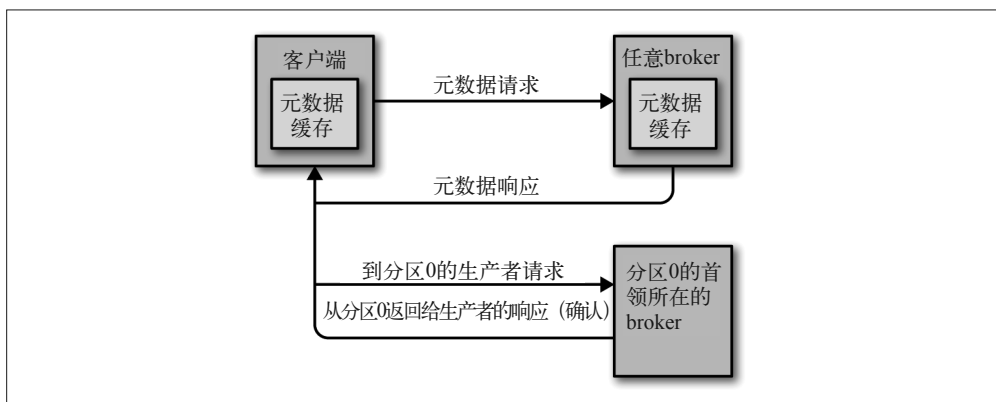 客户端
元数据
缓存
元数据请求
任意broker
元数据
缓存
元数据响应
到分区0的生产者请求
从分区0返回给生产者的响应（确认）
分区0的首
领所在的
broker